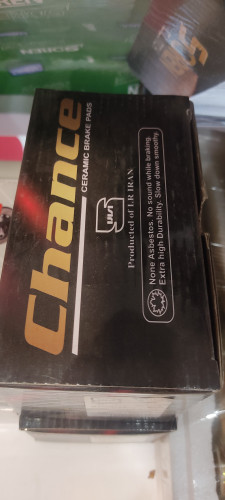 Chance
CERAMIC BRAKE PADS
Producted of LR IRAN
None Asbestos. No sound while braking.
Extra high Durability. Slow down smoothly.